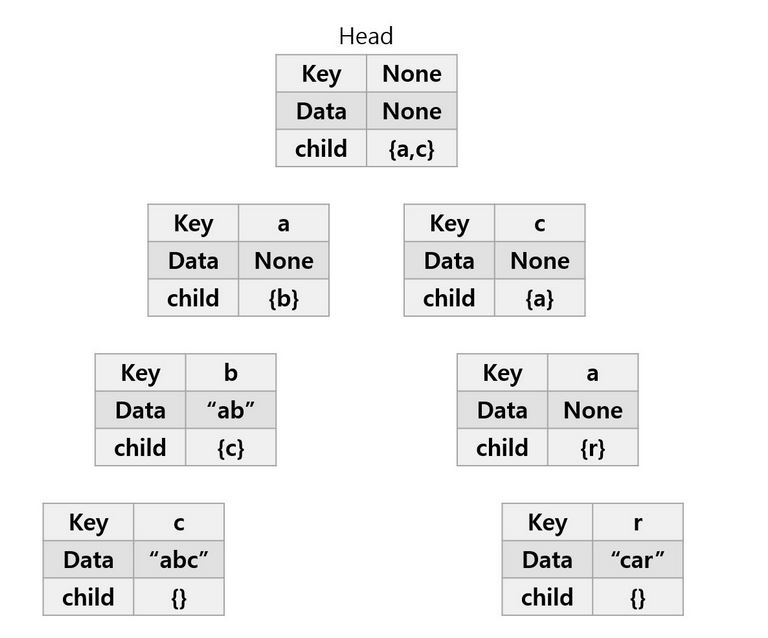 Head
Key None
Data None
child {a,c}
Key a
Data None
child {b}
Key c
Data None
child {a}
Key b
Data “ab”
child {c}
Key a
Data None
child {r}
Key c
Data “abc”
child {}
Key r
Data “car”
child {}